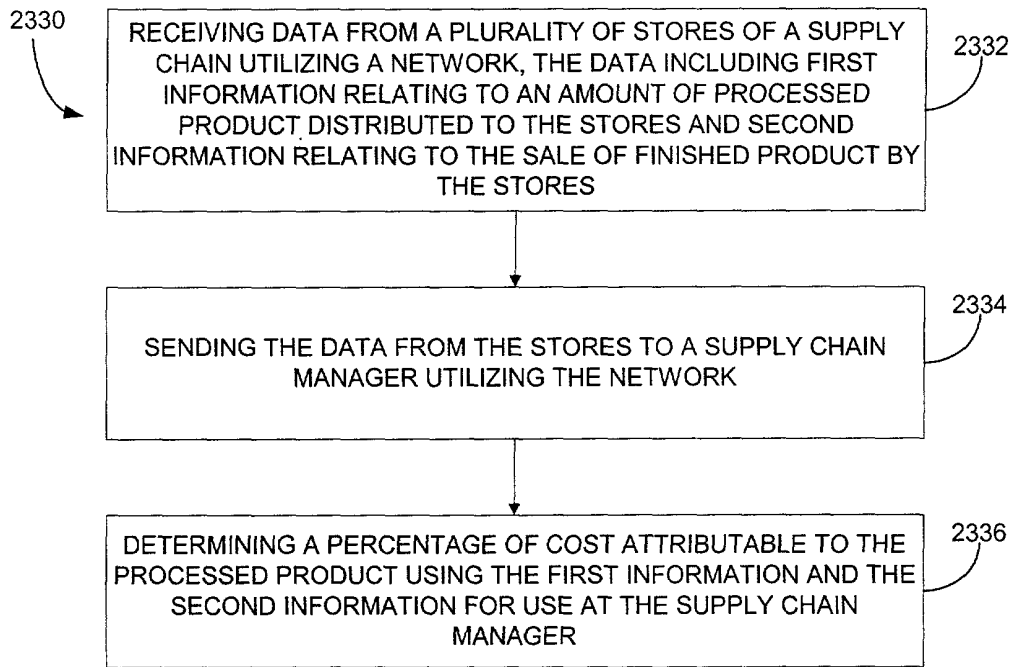 2330
RECEIVING DATA FROM A PLURALITY OF STORES OF A SUPPLY
CHAIN UTILIZING A NETWORK, THE DATA INCLUDING FIRST
INFORMATION RELATING TO AN AMOUNT OF PROCESSED
PRODUCT DISTRIBUTED TO THE STORES AND SECOND
INFORMATION RELATING TO THE SALE OF FINISHED PRODUCT BY
THE STORES
2332
SENDING THE DATA FROM THE STORES TO A SUPPLY CHAIN
MANAGER UTILIZING THE NETWORK
2334
DETERMINING A PERCENTAGE OF COST ATTRIBUTABLE TO THE
PROCESSED PRODUCT USING THE FIRST INFORMATION AND THE
SECOND INFORMATION FOR USE AT THE SUPPLY CHAIN
MANAGER
2336